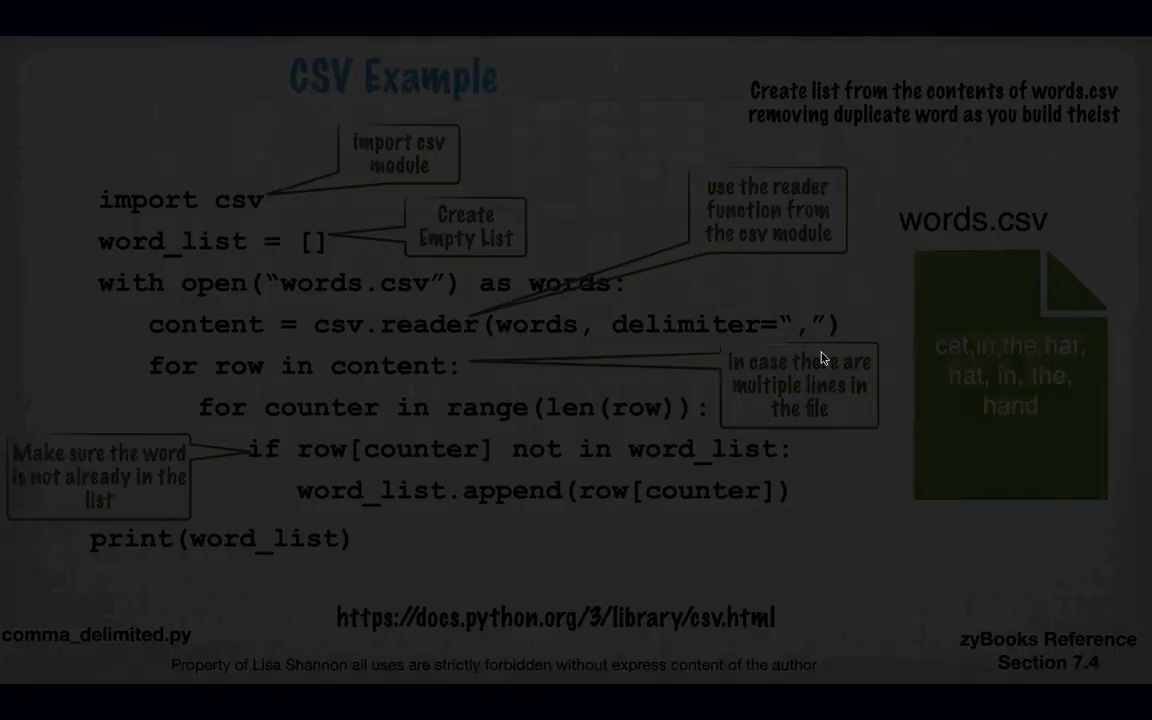 CSV Example
Create list from the contents of words.csv
removing duplicate word as you build theist
import csv
module
import csv
Create
Empty List
word_list = []
use the reader
function from
the csv module
words.csv
with open(“words.csv”) as words:
content = csv.reader(words, delimiter=“,”)
for row in content:
in case there are
multiple lines in
the file
cat,in,the,hat,
hat, in, the,
hand
for counter in range(len(row)):
Make sure the word
is not already in the
list
if row[counter] not in word_list:
word_list.append(row[counter])
print(word_list)
https://docs.python.org/3/library/csv.html
comma_delimited.py
zyBooks Reference
Section 7.4
Property of Lisa Shannon all uses are strictly forbidden without express content of the author